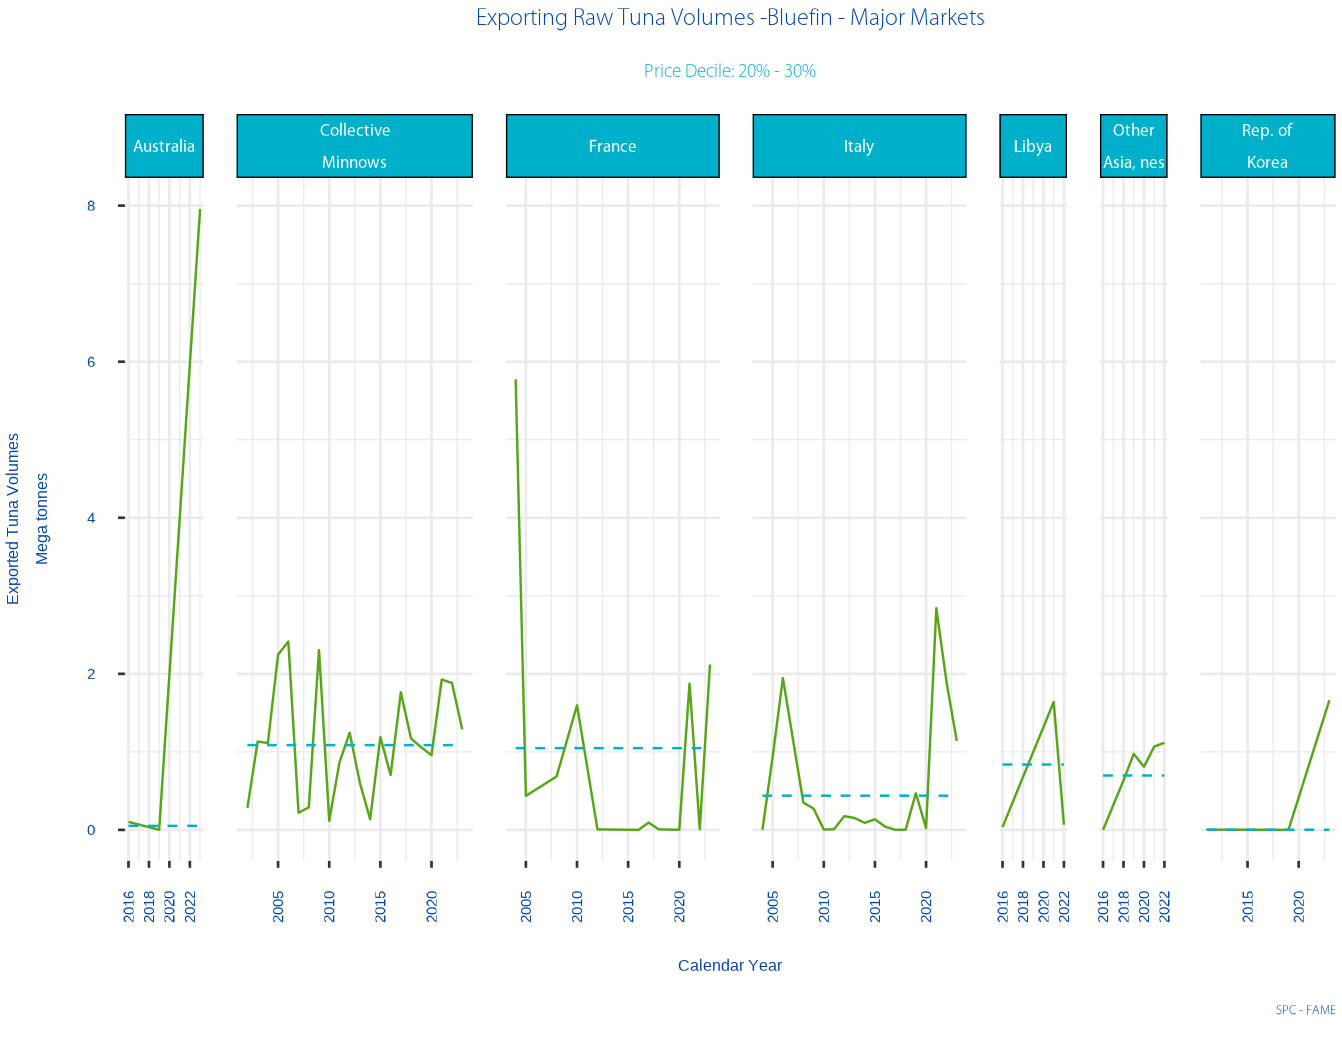 Exporting Raw Tuna Volumes -Bluefin - Major Markets
Price Decile: 20% - 30%
Australia
Collective
Minnows
France
Italy
Libya
Other
Asia, nes
Rep. of
Korea
Exported Tuna Volumes
Mega tonnes
8
6
4
2
0
2016
2018
2020
2022
2005
2010
2015
2020
2005
2010
2015
2020
2005
2010
2015
2020
2016
2018
2020
2022
2016
2018
2020
2022
2015
2020
Calendar Year
SPC - FAME